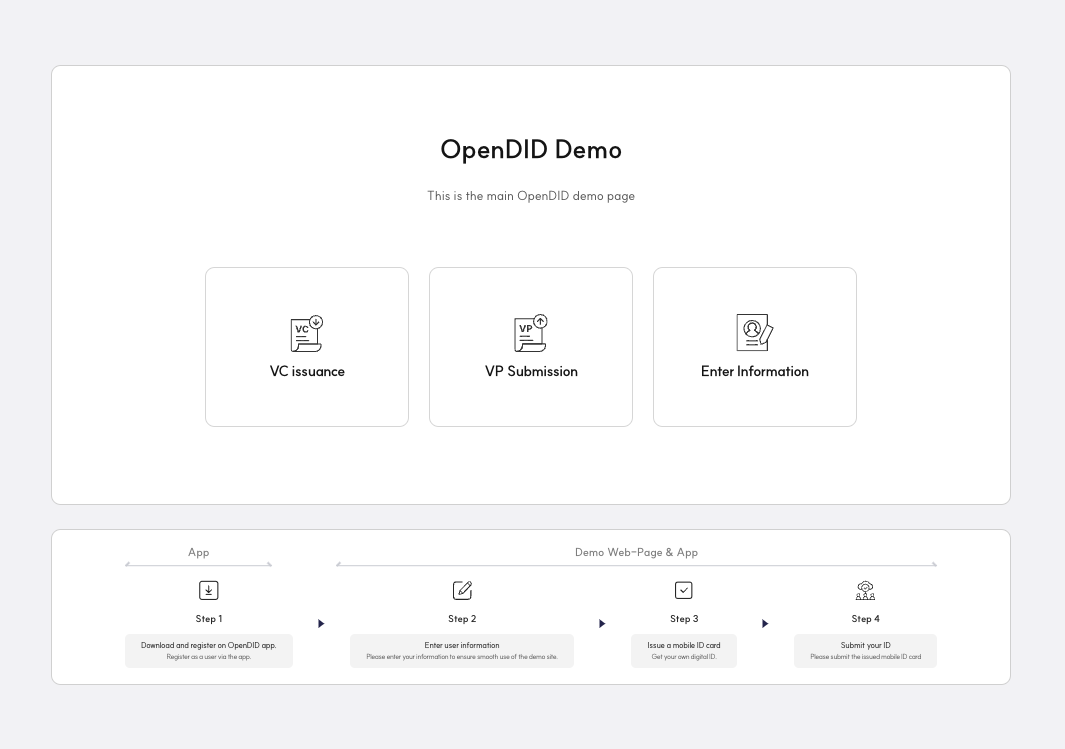 OpenDID Demo
This is the main OpenDID demo page
VC
VC issuance
VP
VP Submission
Enter Information
App
Demo Web-Page & App
Step 1
Download and register on OpenDID app.
Register as a user via the app.
Step 2
Enter user information
Please enter your information to ensure smooth use of the demo site.
Step 3
Issue a mobile ID card
Get your own digital ID.
Step 4
Submit your ID
Please submit the issued mobile ID card